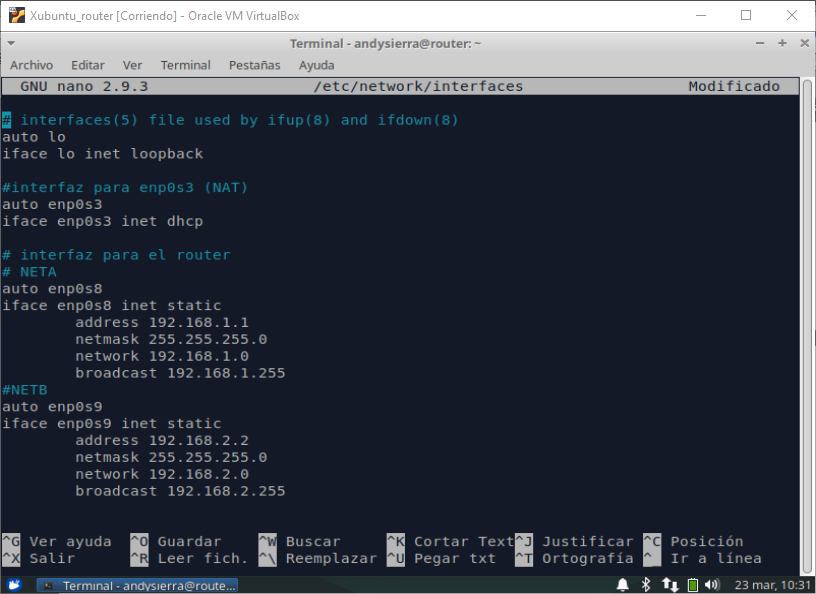 Xubuntu_router [Corriendo] - Oracle VM VirtualBox
Terminal - andysierra@router: ~
Archivo Editar Ver Terminal Pestañas Ayuda
GNU nano 2.9.3 /etc/network/interfaces Modificado
# interfaces(5) file used by ifup(8) and ifdown(8)
auto lo
iface lo inet loopback
#interfaz para enp0s3 (NAT)
auto enp0s3
iface enp0s3 inet dhcp
# interfaz para el router
# NETA
auto enp0s8
iface enp0s8 inet static
address 192.168.1.1
netmask 255.255.255.0
network 192.168.1.0
broadcast 192.168.1.255
#NETB
auto enp0s9
iface enp0s9 inet static
address 192.168.2.2
netmask 255.255.255.0
network 192.168.2.0
broadcast 192.168.2.255
^G Ver ayuda ^O Guardar ^W Buscar ^K Cortar Text ^J Justificar ^C Posición
^X Salir ^R Leer fich. ^\ Reemplazar ^U Pegar txt ^T Ortografía ^_ Ir a línea
Terminal - andysierra@route... 23 mar, 10:31